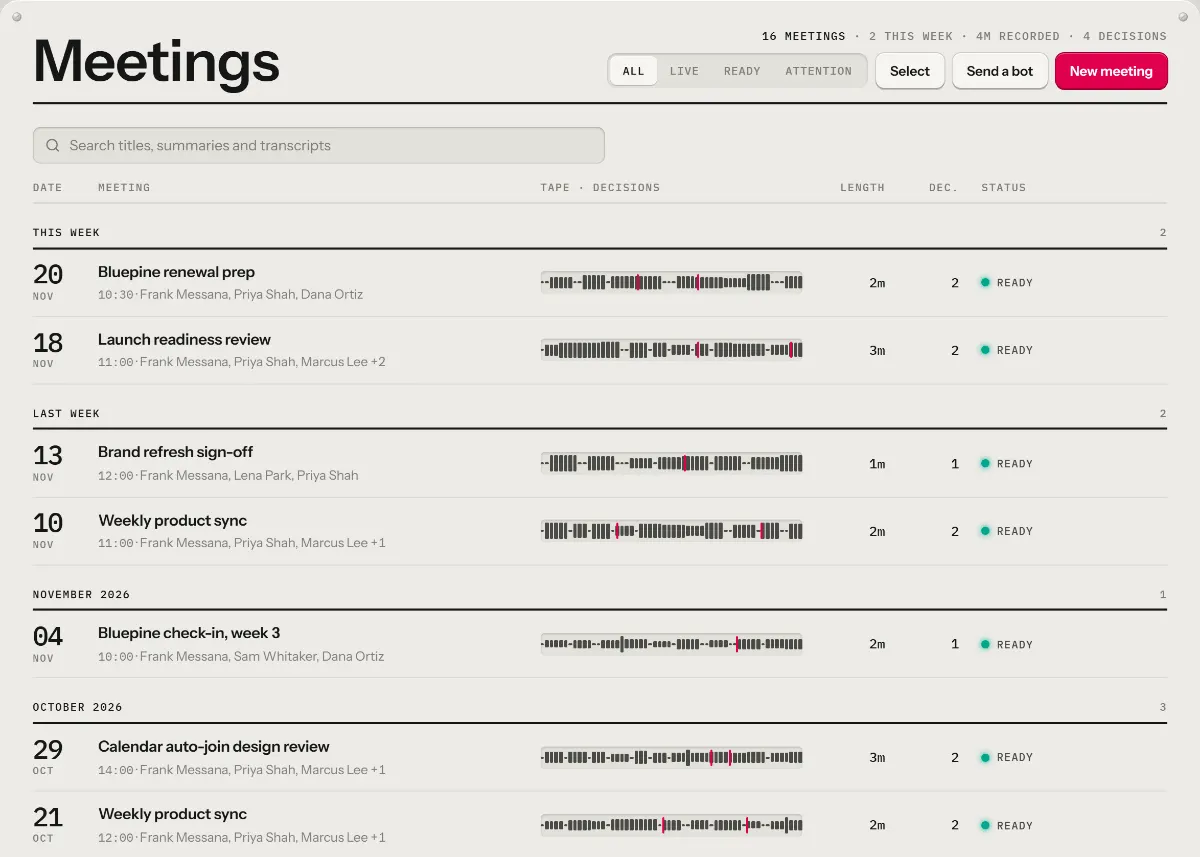 Meetings
16 MEETINGS · 2 THIS WEEK · 4M RECORDED · 4 DECISIONS
ALL LIVE READY ATTENTION Select Send a bot New meeting
Search titles, summaries and transcripts
DATE MEETING TAPE · DECISIONS LENGTH DEC. STATUS
THIS WEEK 2
20 NOV Bluepine renewal prep 2m 2 READY
10:30·Frank Messana, Priya Shah, Dana Ortiz
18 NOV Launch readiness review 3m 2 READY
11:00·Frank Messana, Priya Shah, Marcus Lee +2
LAST WEEK 2
13 NOV Brand refresh sign-off 1m 1 READY
12:00·Frank Messana, Lena Park, Priya Shah
10 NOV Weekly product sync 2m 2 READY
11:00·Frank Messana, Priya Shah, Marcus Lee +1
NOVEMBER 2026 1
04 NOV Bluepine check-in, week 3 2m 1 READY
10:00·Frank Messana, Sam Whitaker, Dana Ortiz
OCTOBER 2026 3
29 OCT Calendar auto-join design review 3m 2 READY
14:00·Frank Messana, Priya Shah, Marcus Lee +1
21 OCT Weekly product sync 2m 2 READY
12:00·Frank Messana, Priya Shah, Marcus Lee +1